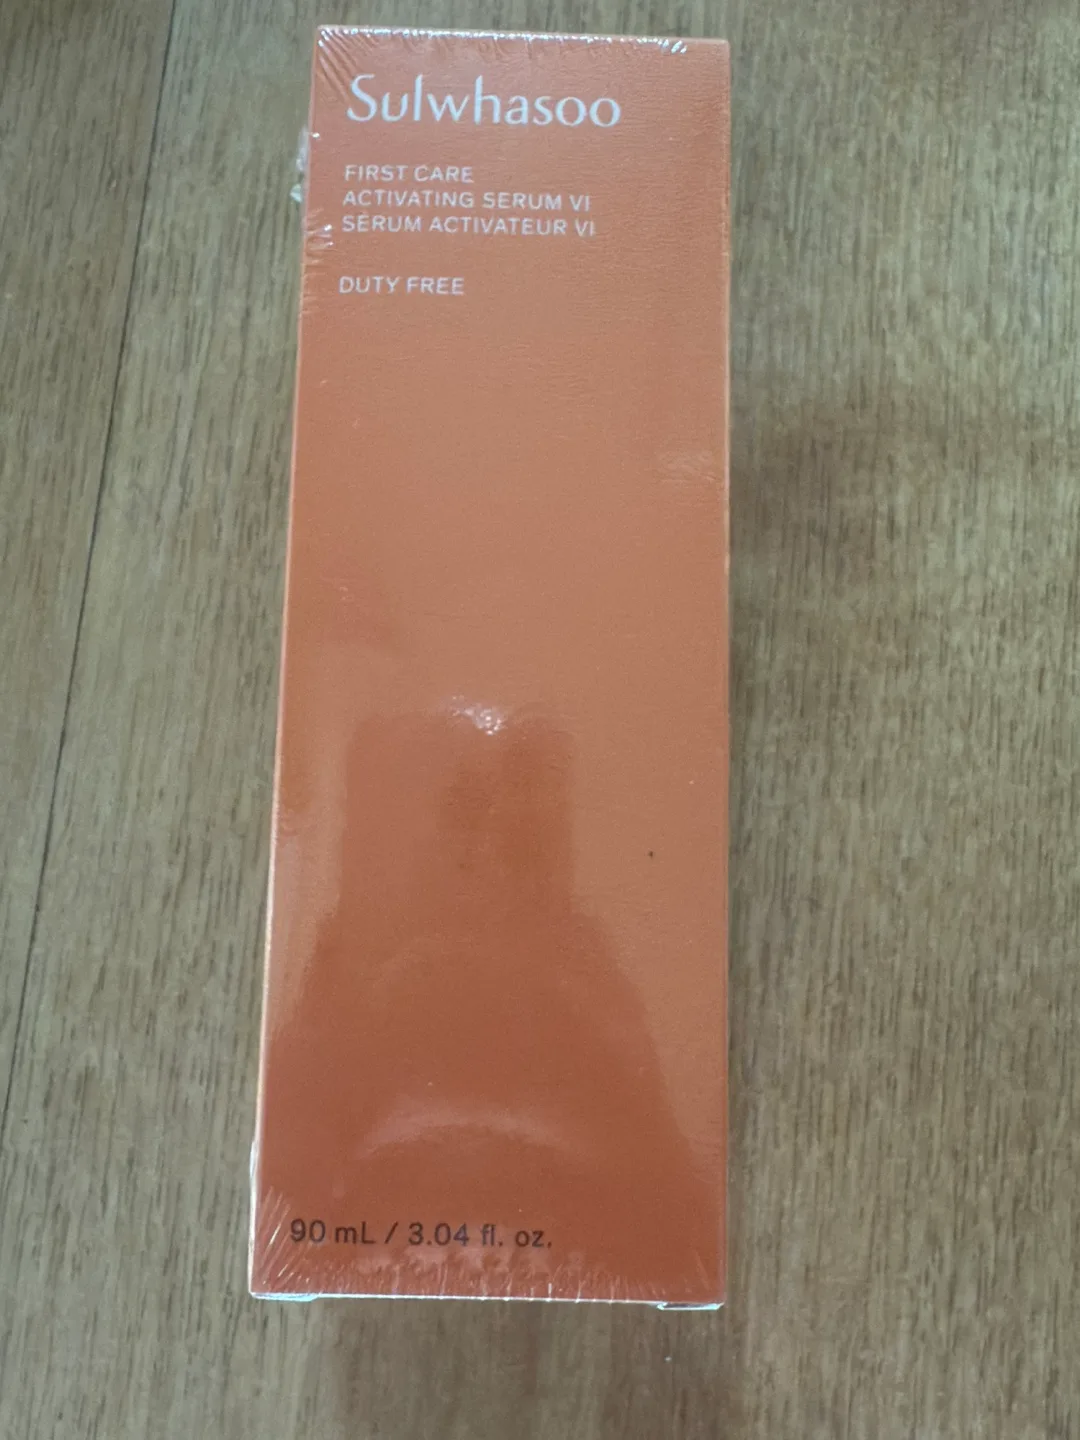 Sulwhasoo
FIRST CARE
ACTIVATING SERUM VI
SÉRUM ACTIVATEUR VI
DUTY FREE
90 mL / 3.04 fl. oz.